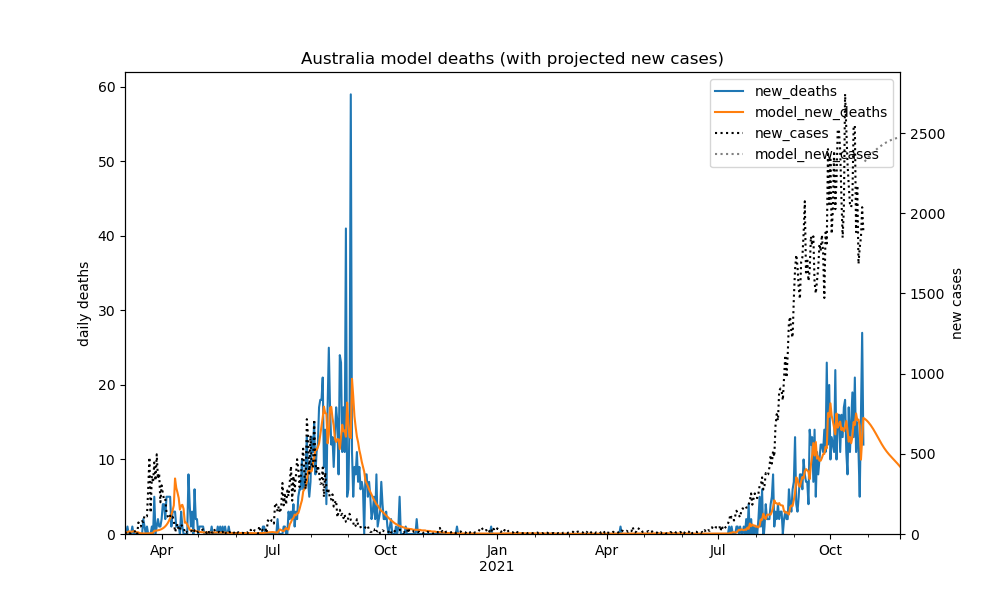 Australia model deaths (with projected new cases)
new_deaths
model_new_deaths
new_cases
model_new_cases
60
50
40
30
20
10
0
daily deaths
2500
2000
1500
1000
500
0
new cases
Apr
Jul
Oct
Jan
2021
Apr
Jul
Oct